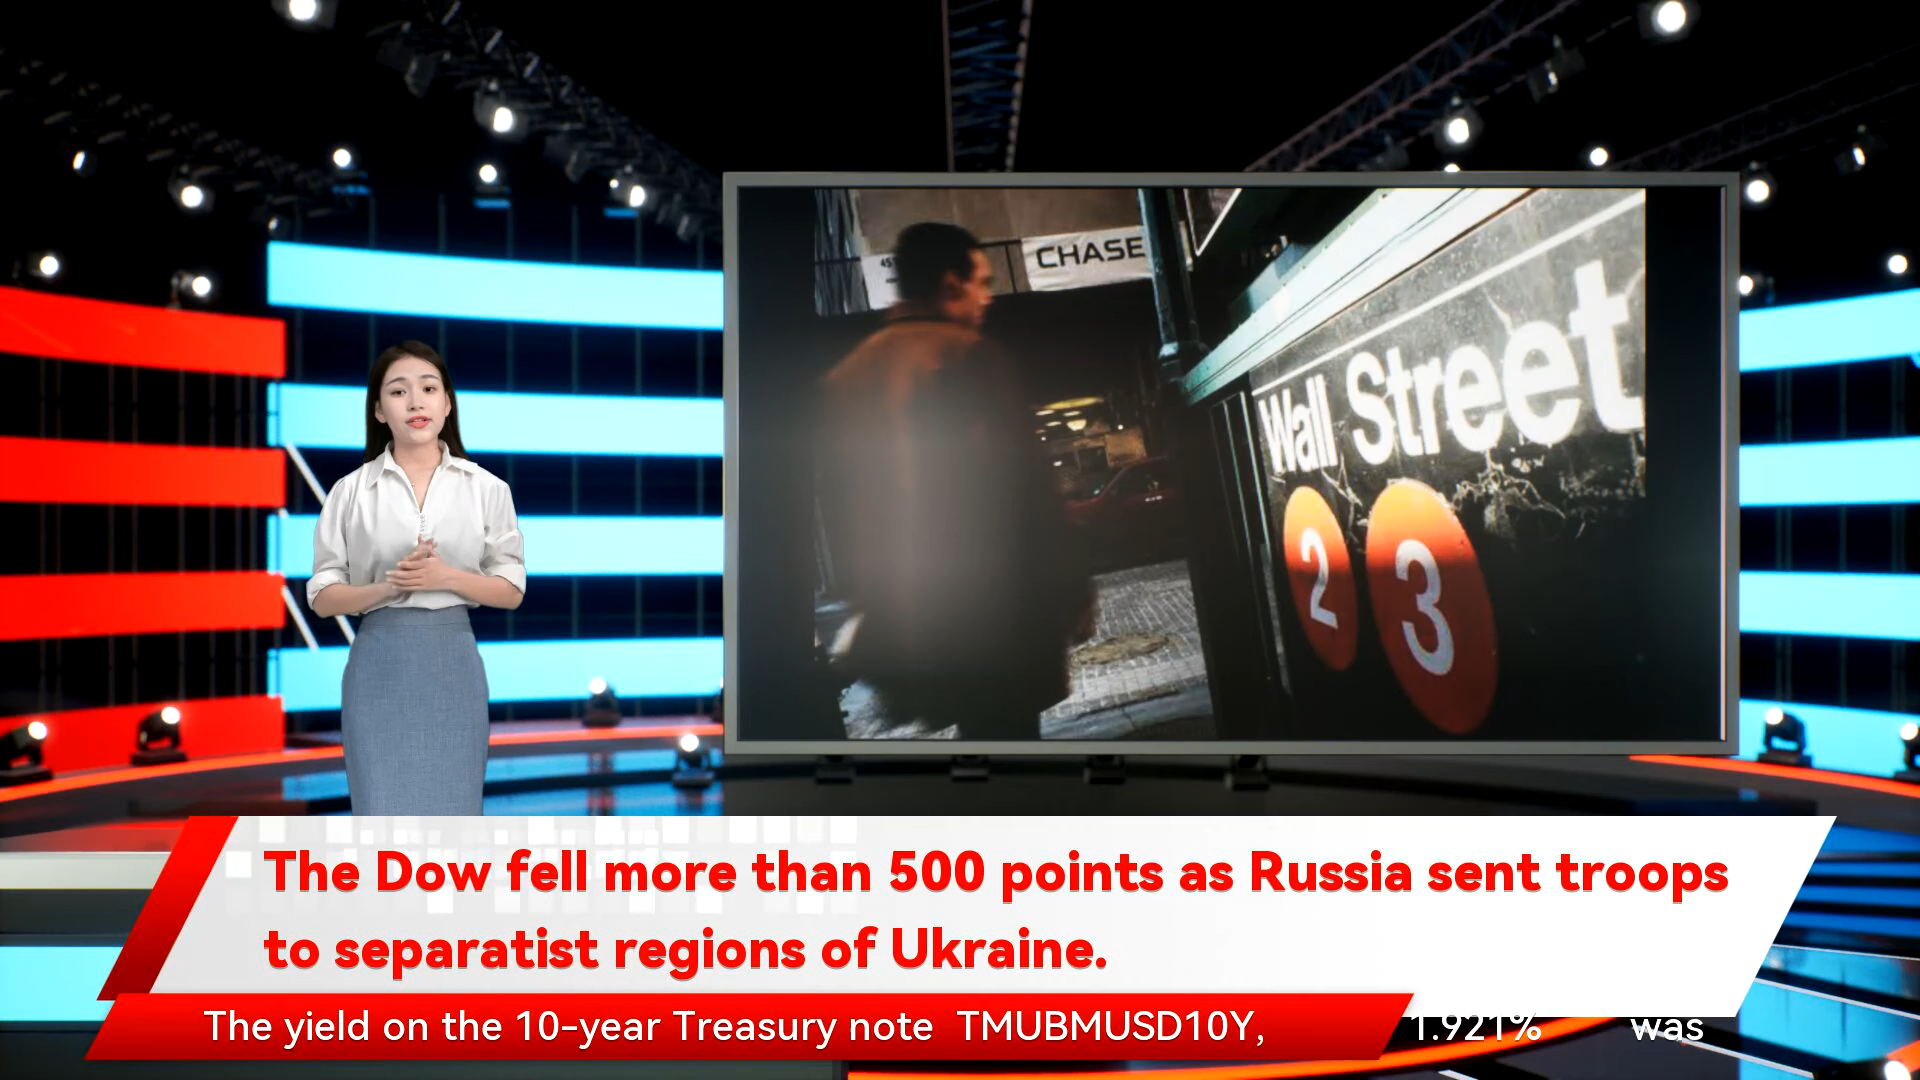 CHASE
45
Wall Street
2 3
The Dow fell more than 500 points as Russia sent troops
to separatist regions of Ukraine.
The yield on the 10-year Treasury note TMUBMUSD10Y, 1.921% was